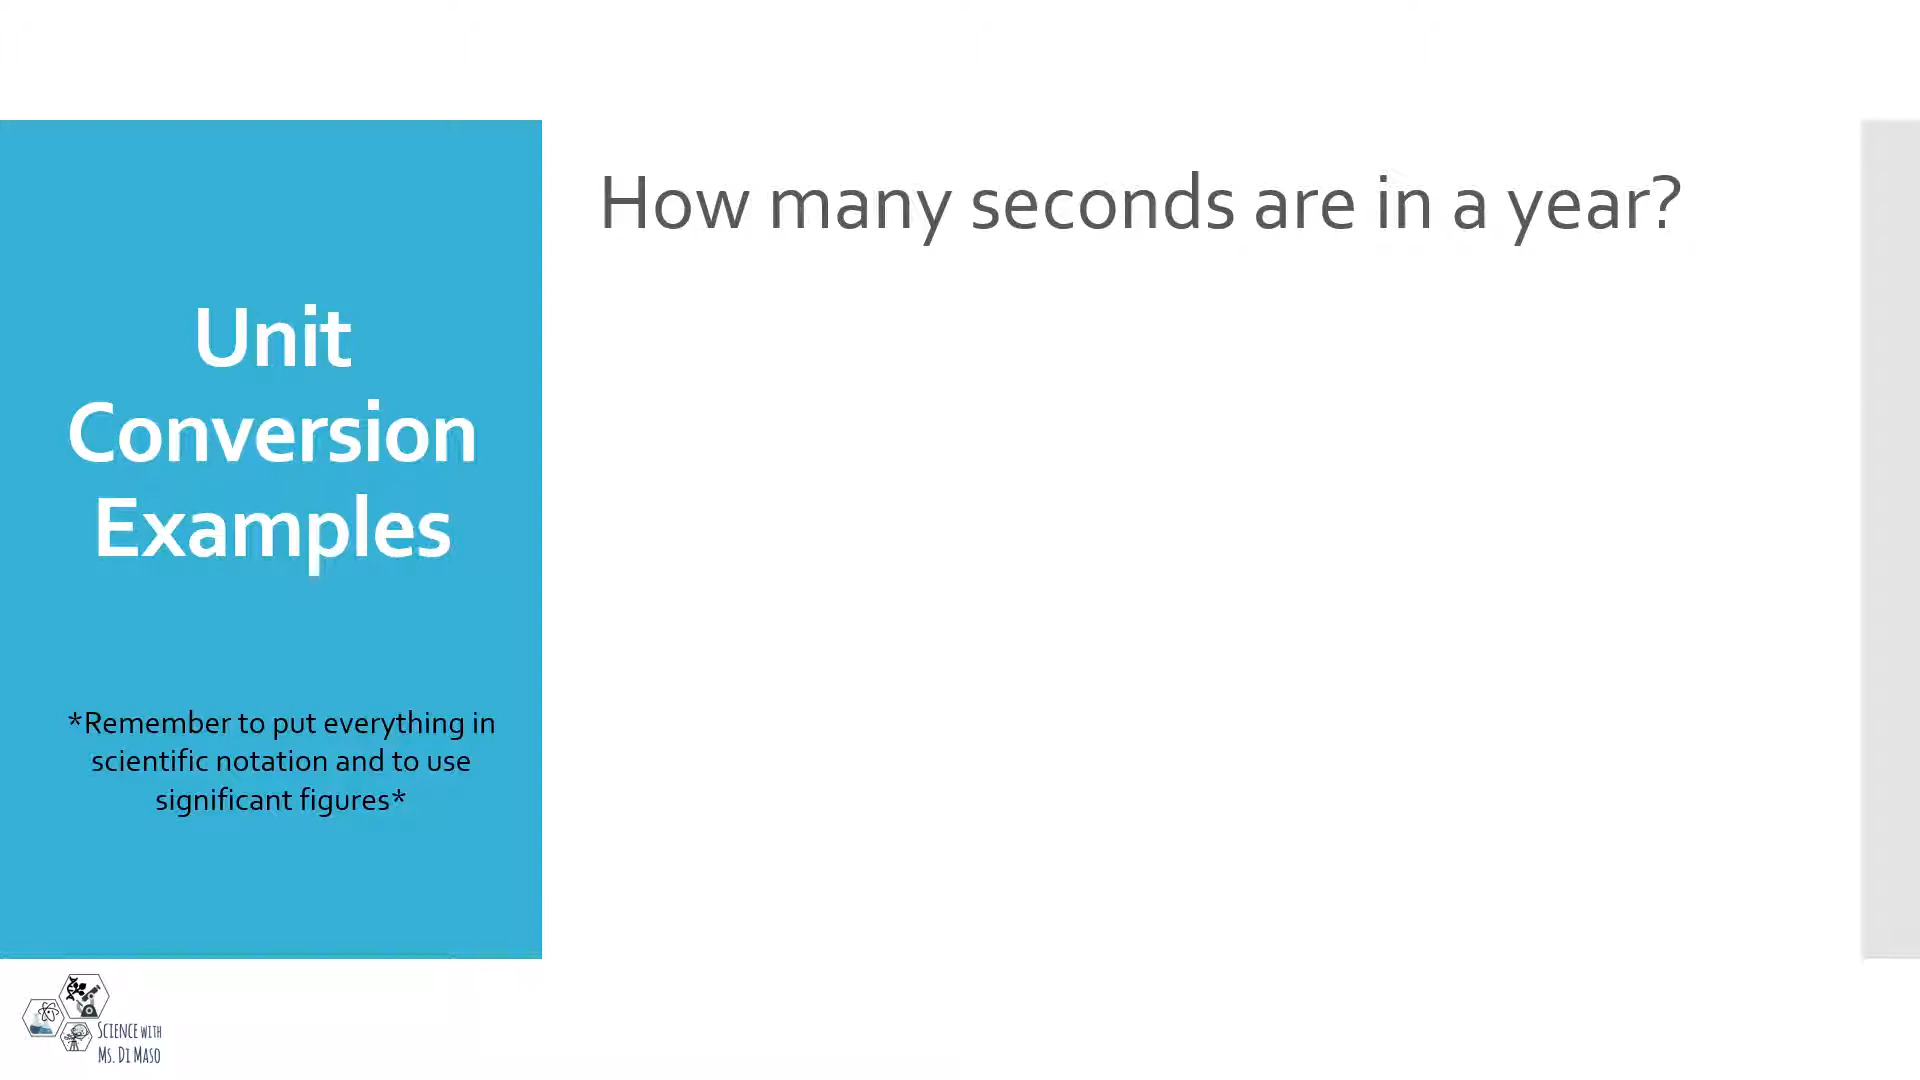 How many seconds are in a year?
Unit
Conversion
Examples
*Remember to put everything in
scientific notation and to use
significant figures*
SCIENCE WITH
MS. DI MASO